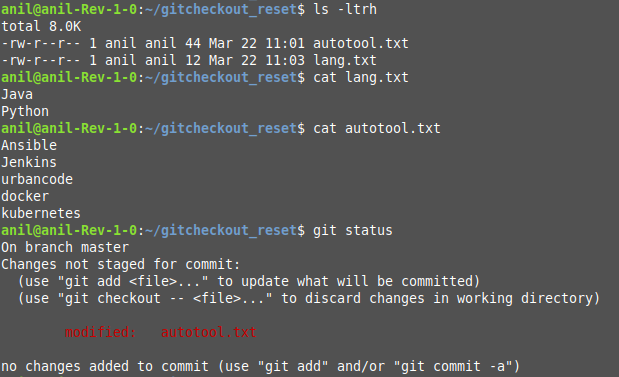 anil@anil-Rev-1-0:~/gitcheckout_reset$ ls -ltrh
total 8.0K
-rw-r--r-- 1 anil anil 44 Mar 22 11:01 autotool.txt
-rw-r--r-- 1 anil anil 12 Mar 22 11:03 lang.txt
anil@anil-Rev-1-0:~/gitcheckout_reset$ cat lang.txt
Java
Python
anil@anil-Rev-1-0:~/gitcheckout_reset$ cat autotool.txt
Ansible
Jenkins
urbancode
docker
kubernetes
anil@anil-Rev-1-0:~/gitcheckout_reset$ git status
On branch master
Changes not staged for commit:
  (use "git add <file>..." to update what will be committed)
  (use "git checkout -- <file>..." to discard changes in working directory)
        modified:   autotool.txt
no changes added to commit (use "git add" and/or "git commit -a")